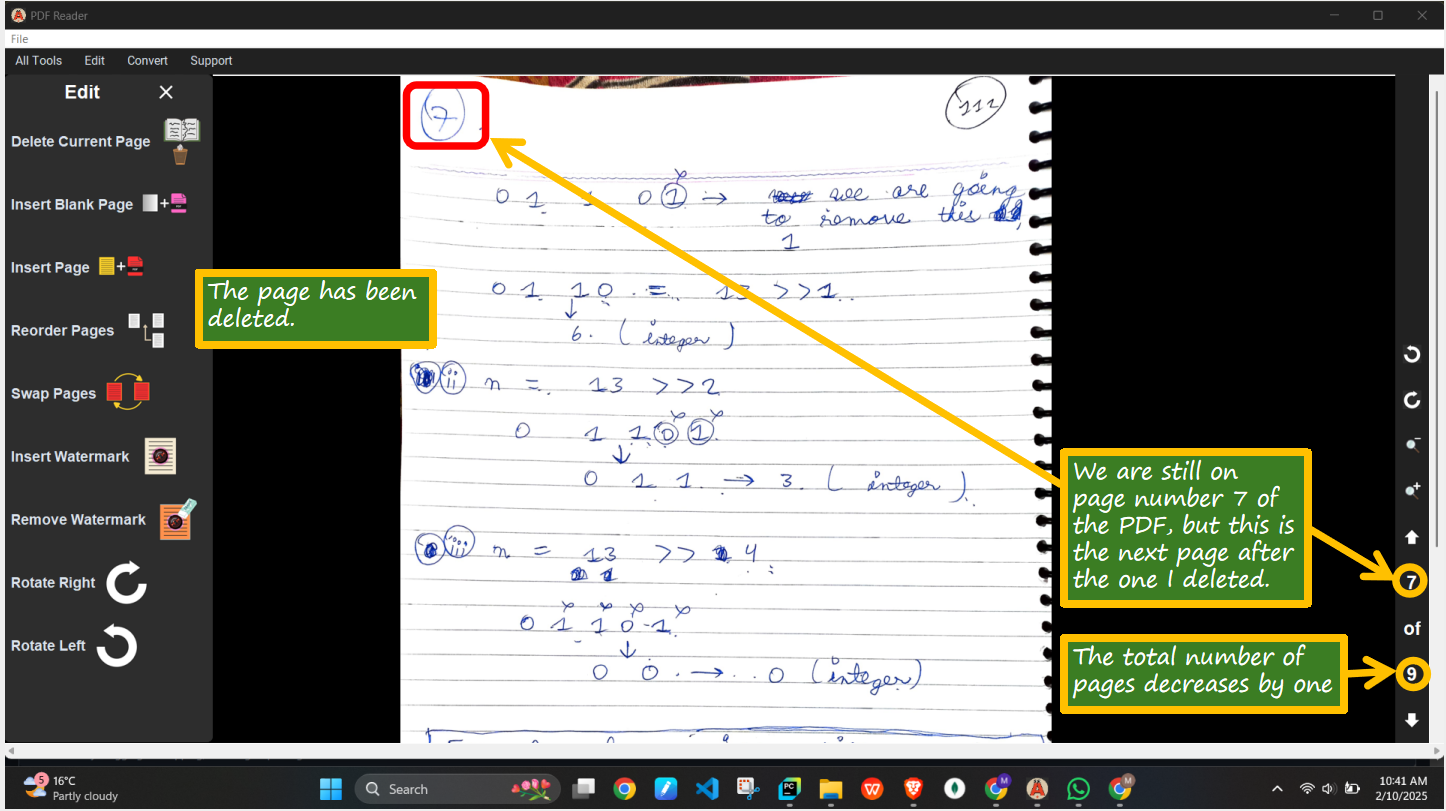 PDF Reader
File
All Tools Edit Convert Support
Edit
Delete Current Page
Insert Blank Page
Insert Page
Reorder Pages
Swap Pages
Insert Watermark
Remove Watermark
Rotate Right
Rotate Left
The page has been
deleted.
7
112
0 1 1 0 1 → we are going
to remove this
1
0 1 1 0 = 13 >>1
↓
6. (integer)
ii n = 13 >>2
0 1 1 0 1
↓
0 1 1 → 3. (integer).
iii n = 13 >> 4
0 1 1 0 1
↓
0 0 → 0 (integer)
We are still on
page number 7 of
the PDF, but this is
the next page after
the one I deleted.
7
of
9
The total number of
pages decreases by one
5
16°C
Partly cloudy
Search
10:41 AM
2/10/2025